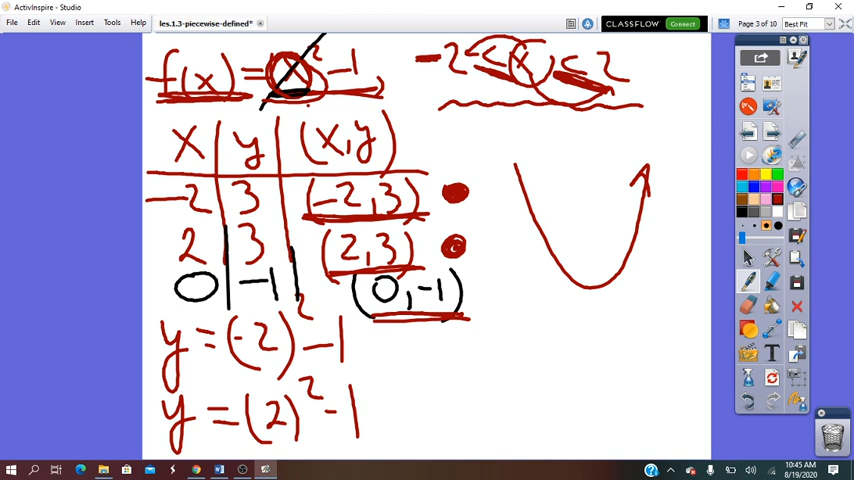 ActivInspire - Studio
File Edit View Insert Tools Help
les.1.3-piecewise-defined*
CLASSFLOW Connect
Page 3 of 10
Best Fit
f(x) = x² - 1
-2 < x < 2
x y (x,y)
-2 3 (-2,3)
2 3 (2,3)
0 -1 (0,-1)
y = (-2)² - 1
y = (2)² - 1
10:45 AM
8/19/2020